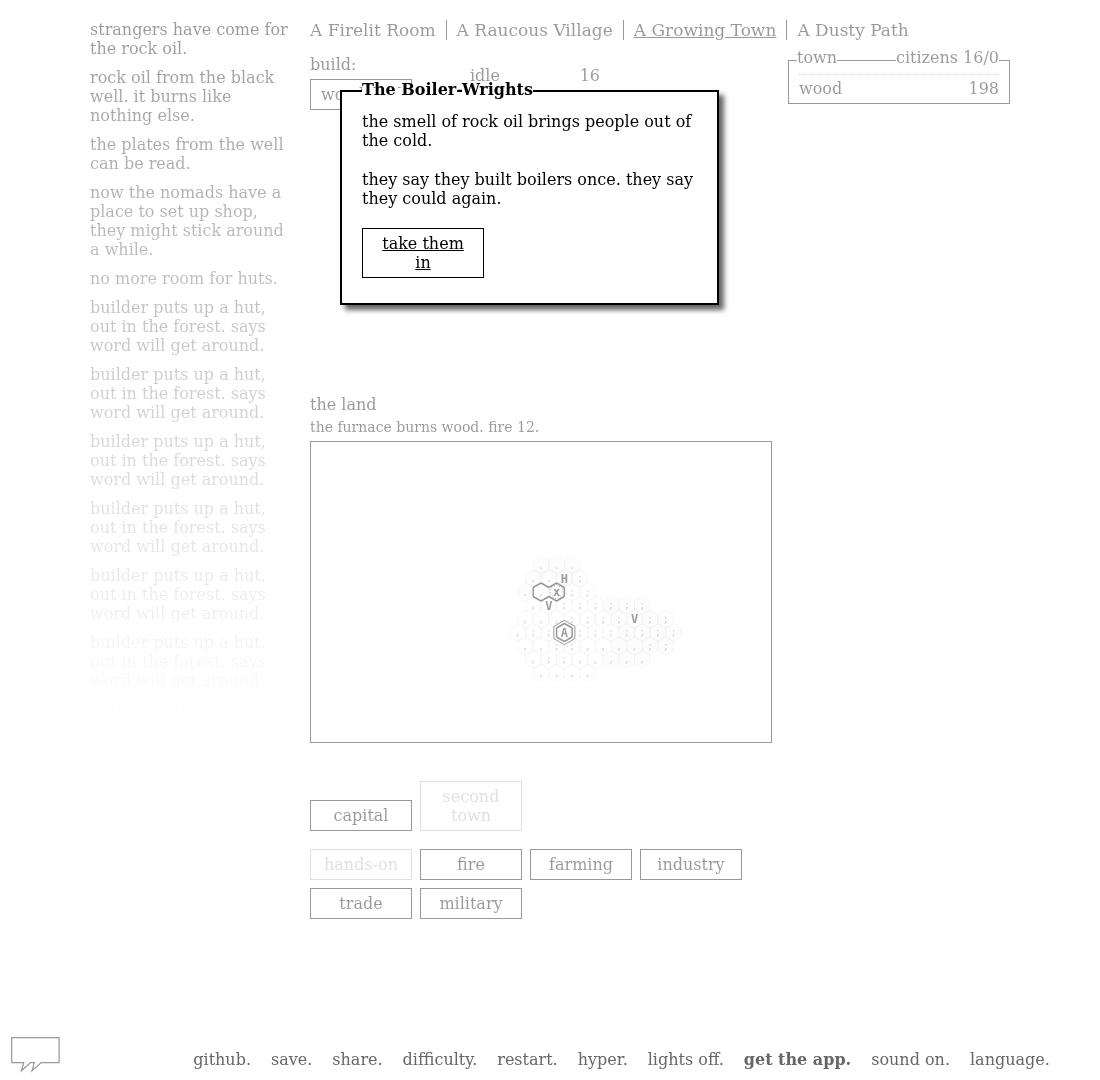 strangers have come for
the rock oil.
rock oil from the black
well. it burns like
nothing else.
the plates from the well
can be read.
now the nomads have a
place to set up shop,
they might stick around
a while.
no more room for huts.
builder puts up a hut,
out in the forest. says
word will get around.
builder puts up a hut,
out in the forest. says
word will get around.
builder puts up a hut,
out in the forest. says
word will get around.
builder puts up a hut,
out in the forest. says
word will get around.
builder puts up a hut,
out in the forest. says
word will get around.
builder puts up a hut,
out in the forest. says
word will get around.
A Firelit Room | A Raucous Village | A Growing Town | A Dusty Path
build:
idle 16
town citizens 16/0
wood 198
The Boiler-Wrights
the smell of rock oil brings people out of
the cold.
they say they built boilers once. they say
they could again.
take them
in
the land
the furnace burns wood. fire 12.
H
x
V
V
A
capital
second
town
hands-on fire farming industry
trade military
github. save. share. difficulty. restart. hyper. lights off. get the app. sound on. language.